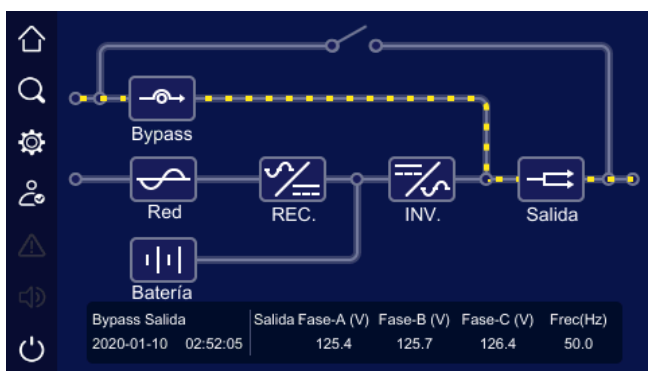 Bypass
Red
REC.
INV.
Salida
Batería
Bypass Salida
Salida Fase-A (V) Fase-B (V) Fase-C (V) Frec(Hz)
2020-01-10 02:52:05
125.4 125.7 126.4 50.0